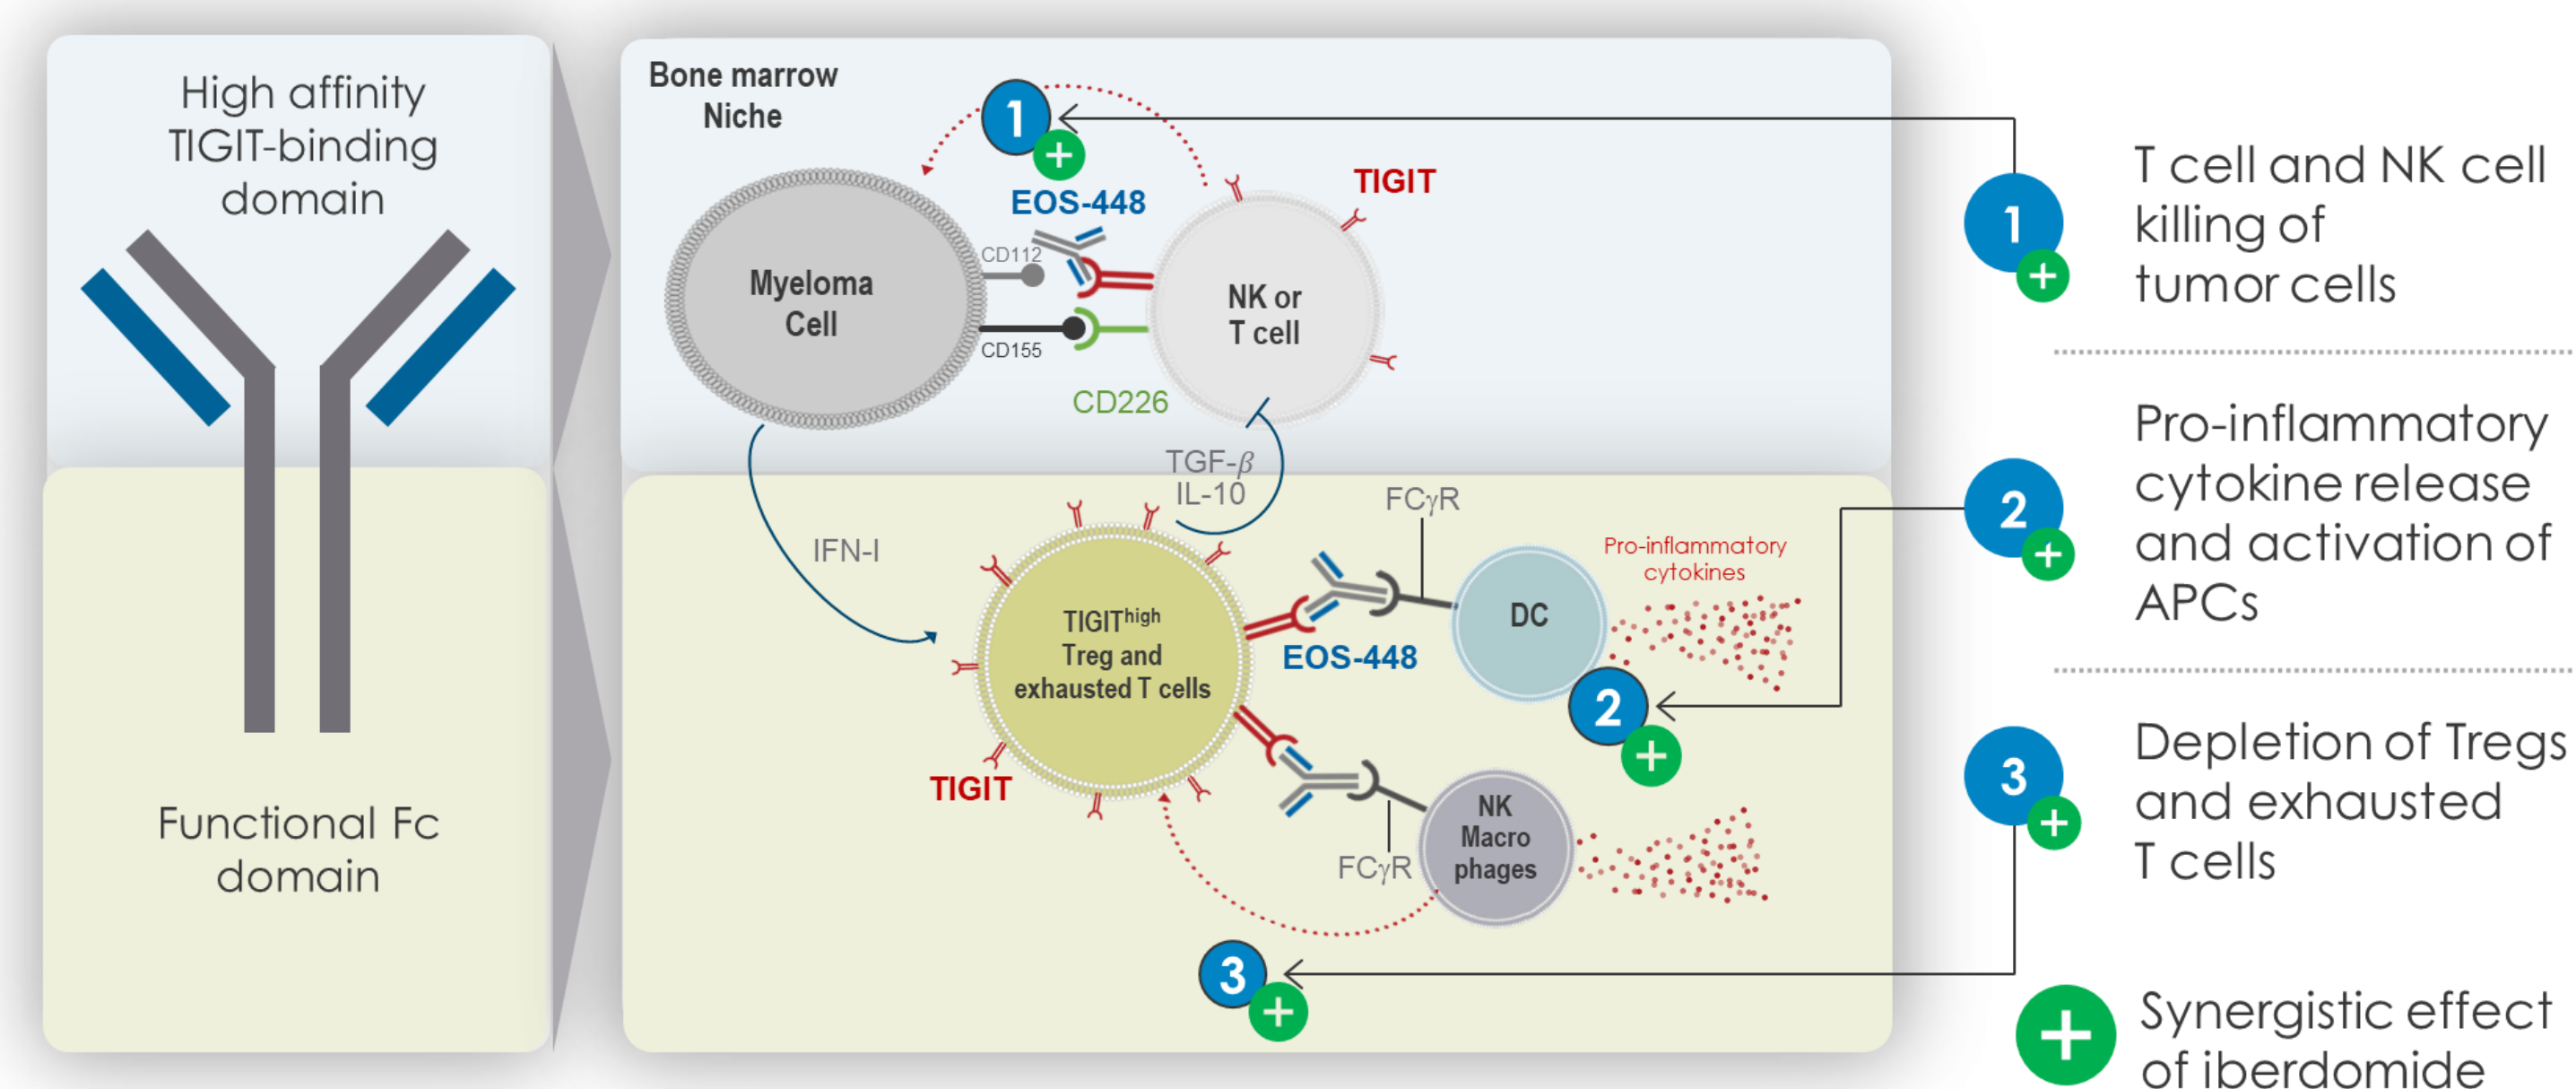 High affinity
TIGIT-binding
domain
Functional Fc
domain
Bone marrow
Niche
1
+
EOS-448
TIGIT
CD112
Myeloma
Cell
NK or
T cell
CD155
CD226
TGF-β
IL-10
IFN-I
FCγR
Pro-inflammatory
cytokines
DC
TIGIThigh
Treg and
exhausted T cells
EOS-448
2
+
TIGIT
NK
Macro
phages
FCγR
3
+
1
+
T cell and NK cell
killing of
tumor cells
2
+
Pro-inflammatory
cytokine release
and activation of
APCs
3
+
Depletion of Tregs
and exhausted
T cells
+
Synergistic effect
of iberdomide